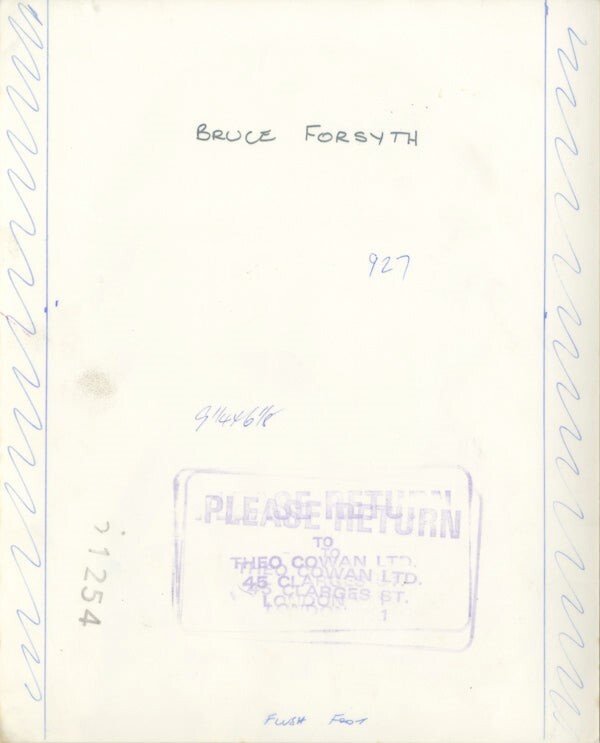 BRUCE FORSYTH
927
9¼x6⅛
PLEASE RETURN
TO
THEO COWAN LTD.
45 CLARGES ST.
LONDON 1
1254
FLUSH FOOT